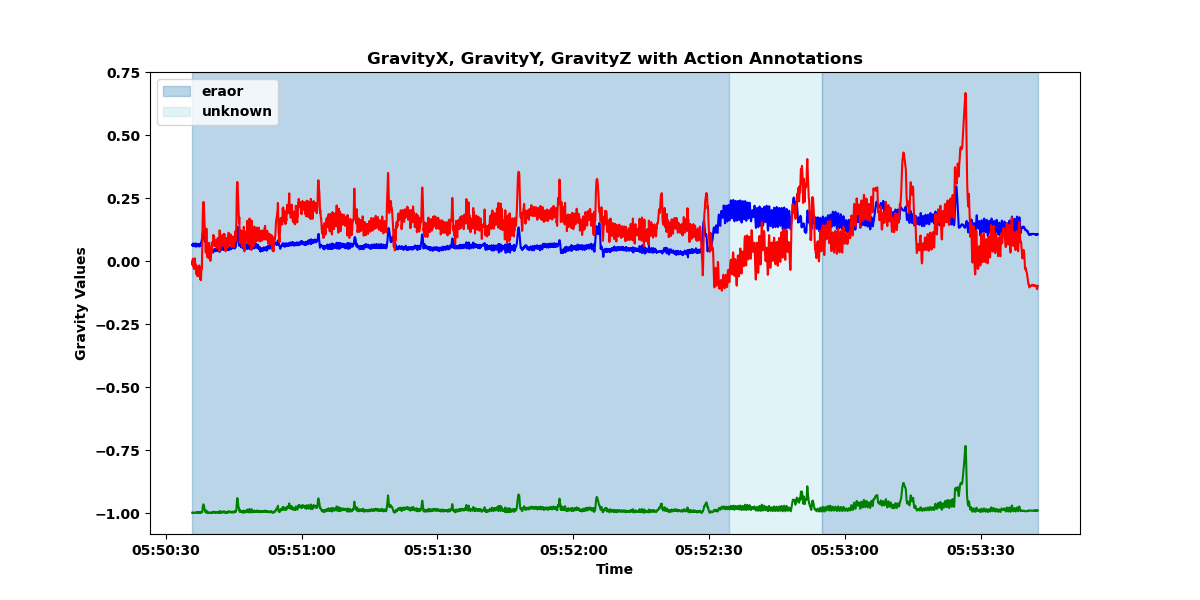 GravityX, GravityY, GravityZ with Action Annotations
eraor
unknown
Gravity Values
0.75
0.50
0.25
0.00
−0.25
−0.50
−0.75
−1.00
05:50:30 05:51:00 05:51:30 05:52:00 05:52:30 05:53:00 05:53:30
Time